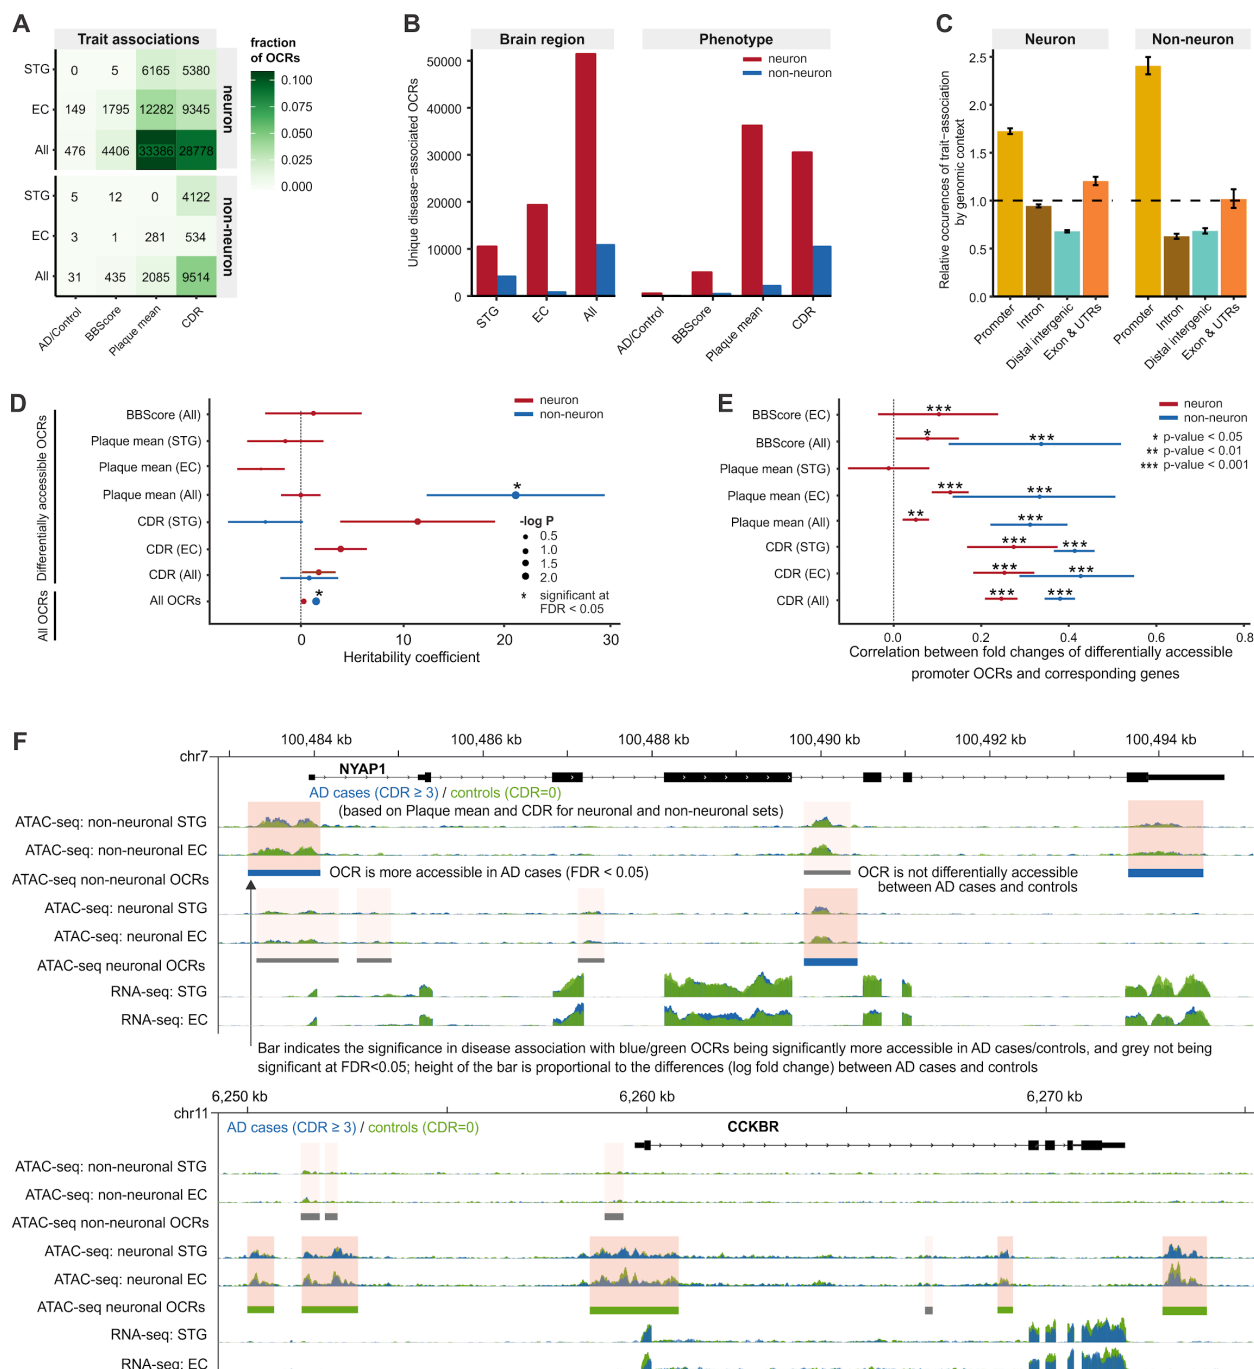 A
Trait associations
STG 0 5 6165 5380
EC 149 1795 12282 9345
All 476 4406 33386 28778
neuron
STG 5 12 0 4122
EC 3 1 281 534
All 31 435 2085 9514
non-neuron
AD/Control BBScore Plaque mean CDR
fraction
of OCRs
0.100
0.075
0.050
0.025
0.000
B
Brain region Phenotype
neuron
non-neuron
Unique disease-associated OCRs
50000
40000
30000
20000
10000
0
STG EC All AD/Control BBScore Plaque mean CDR
C
Neuron Non-neuron
Relative occurences of trait-association
by genomic context
2.5
2.0
1.5
1.0
0.5
0.0
Promoter Intron Distal intergenic Exon & UTRs Promoter Intron Distal intergenic Exon & UTRs
D
Differentially accessible OCRs
All OCRs
neuron
non-neuron
BBScore (All)
Plaque mean (STG)
Plaque mean (EC)
Plaque mean (All) *
CDR (STG)
CDR (EC)
CDR (All)
All OCRs *
-log P
0.5
1.0
1.5
2.0
* significant at
FDR < 0.05
0 10 20 30
Heritability coefficient
E
neuron
non-neuron
* p-value < 0.05
** p-value < 0.01
*** p-value < 0.001
BBScore (EC) ***
BBScore (All) * ***
Plaque mean (STG)
Plaque mean (EC) *** ***
Plaque mean (All) ** ***
CDR (STG) *** ***
CDR (EC) *** ***
CDR (All) *** ***
0.0 0.2 0.4 0.6 0.8
Correlation between fold changes of differentially accessible
promoter OCRs and corresponding genes
F
100,484 kb 100,486 kb 100,488 kb 100,490 kb 100,492 kb 100,494 kb
chr7
NYAP1
AD cases (CDR ≥ 3) / controls (CDR=0)
(based on Plaque mean and CDR for neuronal and non-neuronal sets)
ATAC-seq: non-neuronal STG
ATAC-seq: non-neuronal EC
ATAC-seq non-neuronal OCRs
OCR is more accessible in AD cases (FDR < 0.05)
OCR is not differentially accessible
between AD cases and controls
ATAC-seq: neuronal STG
ATAC-seq: neuronal EC
ATAC-seq neuronal OCRs
RNA-seq: STG
RNA-seq: EC
Bar indicates the significance in disease association with blue/green OCRs being significantly more accessible in AD cases/controls, and grey not being
significant at FDR<0.05; height of the bar is proportional to the differences (log fold change) between AD cases and controls
6,250 kb 6,260 kb 6,270 kb
chr11
AD cases (CDR ≥ 3) / controls (CDR=0)
CCKBR
ATAC-seq: non-neuronal STG
ATAC-seq: non-neuronal EC
ATAC-seq non-neuronal OCRs
ATAC-seq: neuronal STG
ATAC-seq: neuronal EC
ATAC-seq neuronal OCRs
RNA-seq: STG
RNA-seq: EC